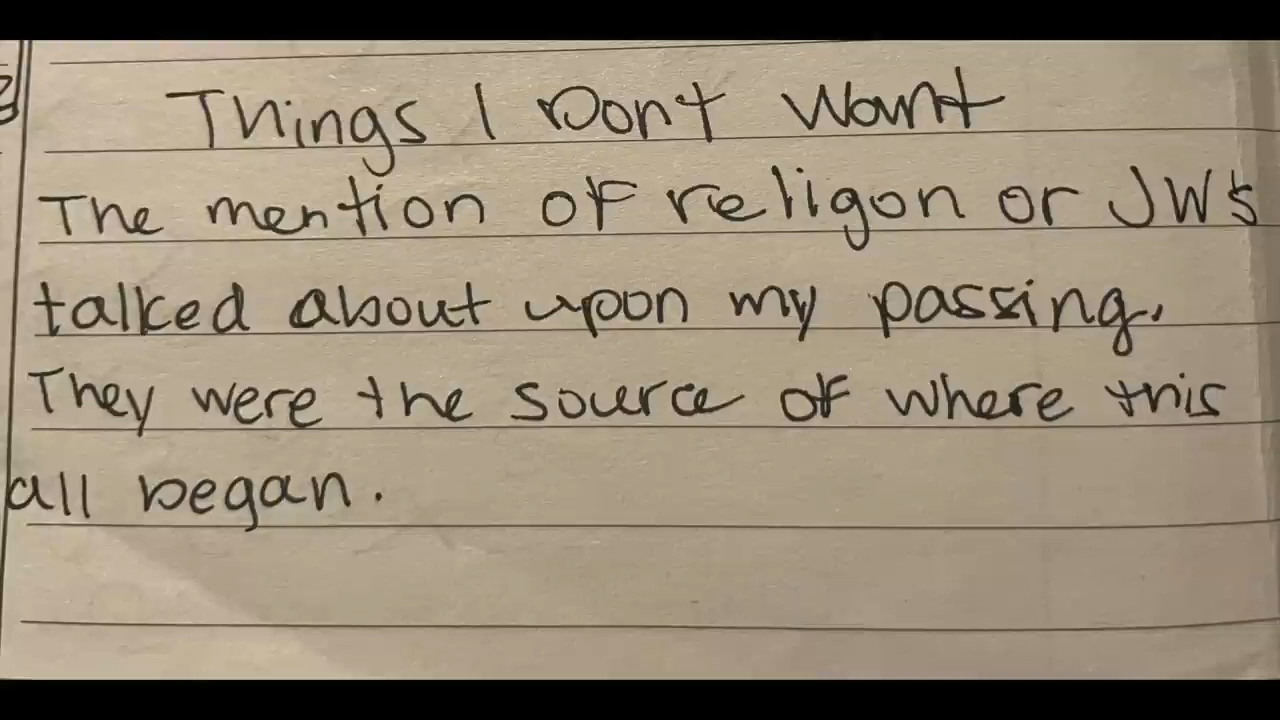 Things I Don't Want
The mention of religon or JW's
talked about upon my passing.
They were the source of where this
all began.